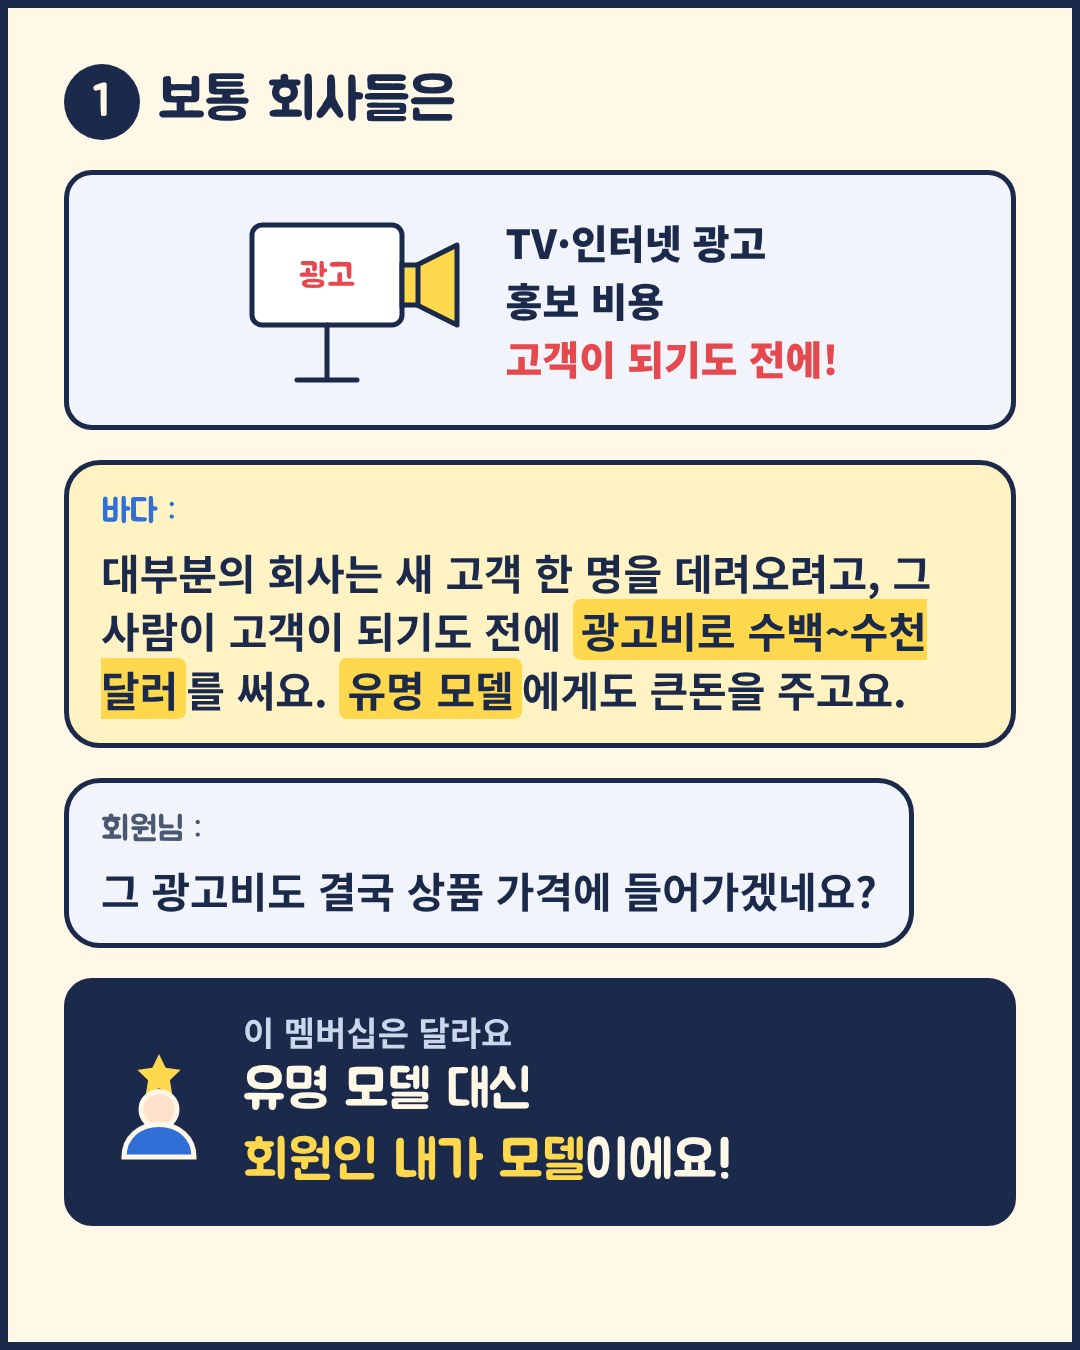 1 보통 회사들은
광고
TV·인터넷 광고
홍보 비용
고객이 되기도 전에!
바다 :
대부분의 회사는 새 고객 한 명을 데려오려고, 그
사람이 고객이 되기도 전에 광고비로 수백~수천
달러를 써요. 유명 모델에게도 큰돈을 주고요.
회원님 :
그 광고비도 결국 상품 가격에 들어가겠네요?
이 멤버십은 달라요
유명 모델 대신
회원인 내가 모델이에요!